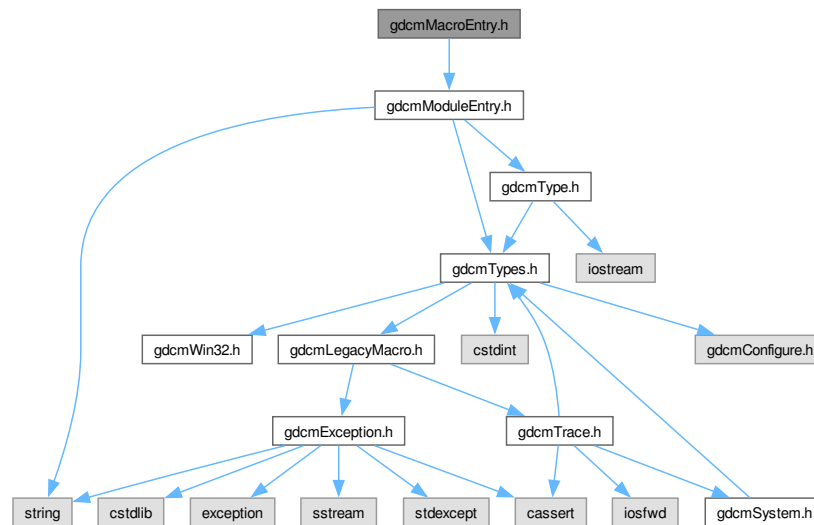 gdcmMacroEntry.h
gdcmModuleEntry.h
gdcmType.h
gdcmTypes.h
iostream
gdcmWin32.h
gdcmLegacyMacro.h
cstdint
gdcmConfigure.h
gdcmException.h
gdcmTrace.h
string
cstdlib
exception
sstream
stdexcept
cassert
iosfwd
gdcmSystem.h